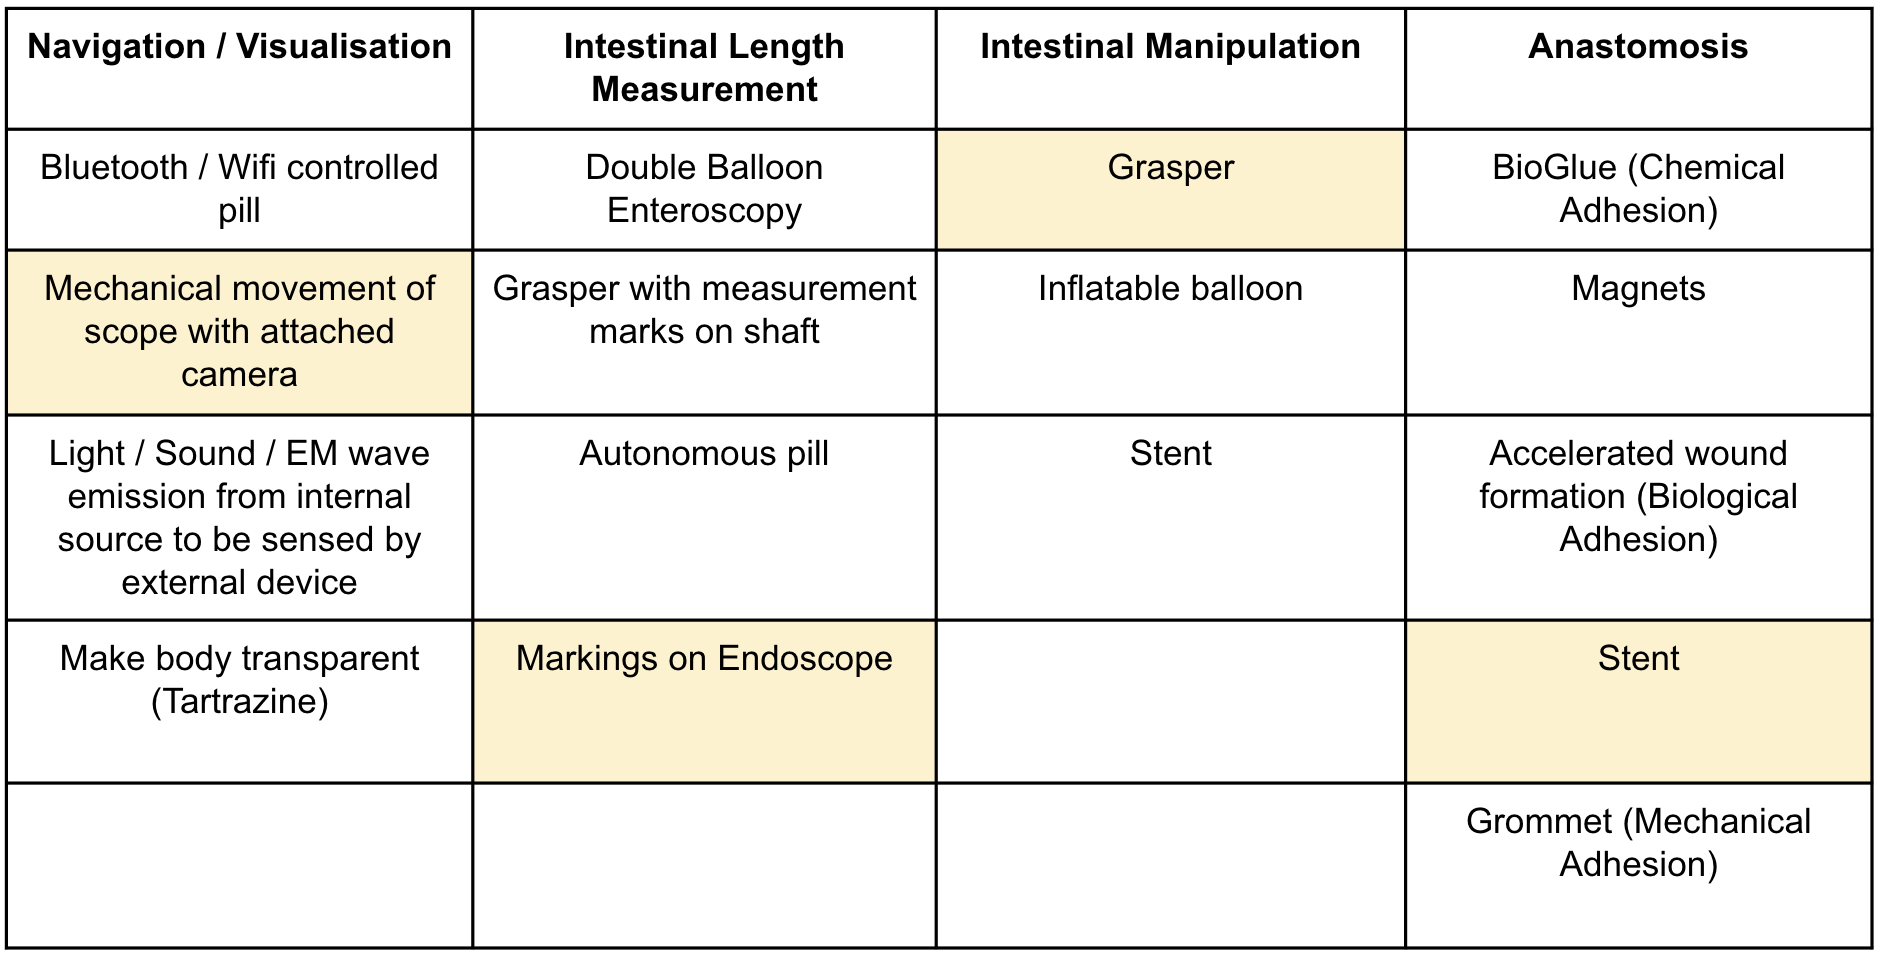 Navigation / Visualisation
Intestinal Length
Measurement
Intestinal Manipulation
Anastomosis
Bluetooth / Wifi controlled
pill
Double Balloon
Enteroscopy
Grasper
BioGlue (Chemical
Adhesion)
Mechanical movement of
scope with attached
camera
Grasper with measurement
marks on shaft
Inflatable balloon
Magnets
Light / Sound / EM wave
emission from internal
source to be sensed by
external device
Autonomous pill
Stent
Accelerated wound
formation (Biological
Adhesion)
Make body transparent
(Tartrazine)
Markings on Endoscope
Stent
Grommet (Mechanical
Adhesion)